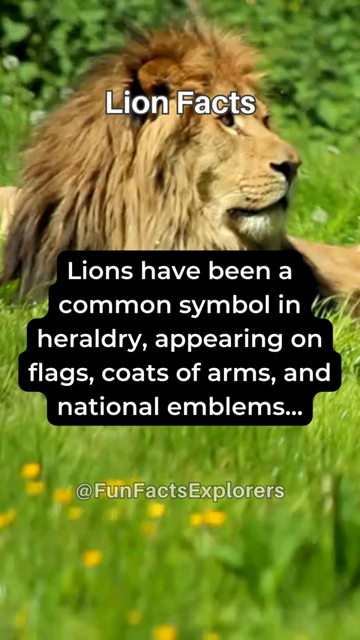 Lion Facts
Lions have been a
common symbol in
heraldry, appearing on
flags, coats of arms, and
national emblems...
@FunFactsExplorers